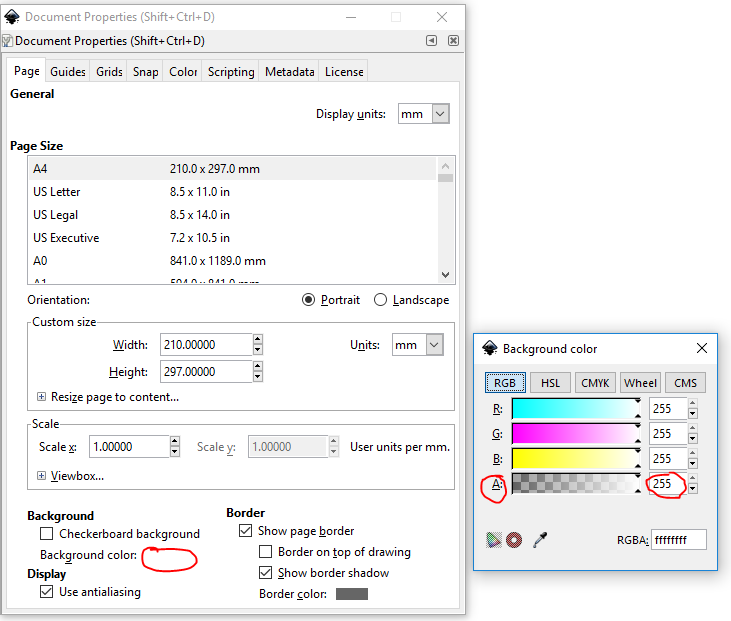 Document Properties (Shift+Ctrl+D)
Document Properties (Shift+Ctrl+D)
Page Guides Grids Snap Color Scripting Metadata License
General
Display units: mm
Page Size
A4 210.0 x 297.0 mm
US Letter 8.5 x 11.0 in
US Legal 8.5 x 14.0 in
US Executive 7.2 x 10.5 in
A0 841.0 x 1189.0 mm
A1 594.0 x 841.0 mm
Orientation: Portrait Landscape
Custom size
Width: 210.00000 Units: mm
Height: 297.00000
Resize page to content...
Scale
Scale x: 1.00000 Scale y: 1.00000 User units per mm.
Viewbox...
Background
Checkerboard background
Background color:
Display
Use antialiasing
Border
Show page border
Border on top of drawing
Show border shadow
Border color:
Background color
RGB HSL CMYK Wheel CMS
R: 255
G: 255
B: 255
A: 255
RGBA: ffffffff